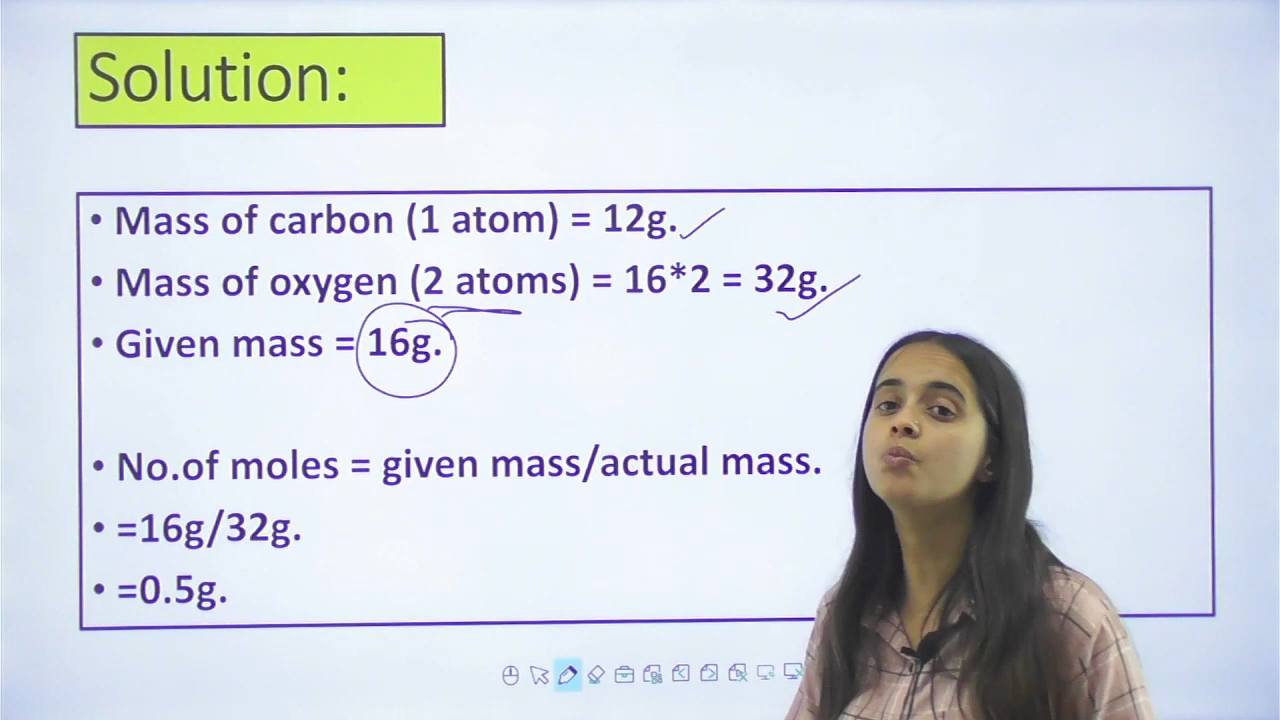 Solution:
• Mass of carbon (1 atom) = 12g.
• Mass of oxygen (2 atoms) = 16*2 = 32g.
• Given mass = 16g.
• No.of moles = given mass/actual mass.
• =16g/32g.
• =0.5g.